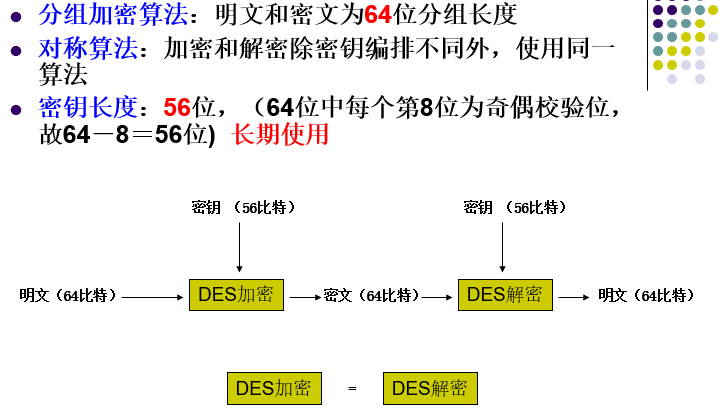 分组加密算法：明文和密文为64位分组长度
对称算法：加密和解密除密钥编排不同外，使用同一
算法
密钥长度：56位，（64位中每个第8位为奇偶校验位，
故64－8＝56位) 长期使用
密钥 （56比特） 密钥 （56比特）
明文（64比特） DES加密 密文（64比特） DES解密 明文（64比特）
DES加密 = DES解密